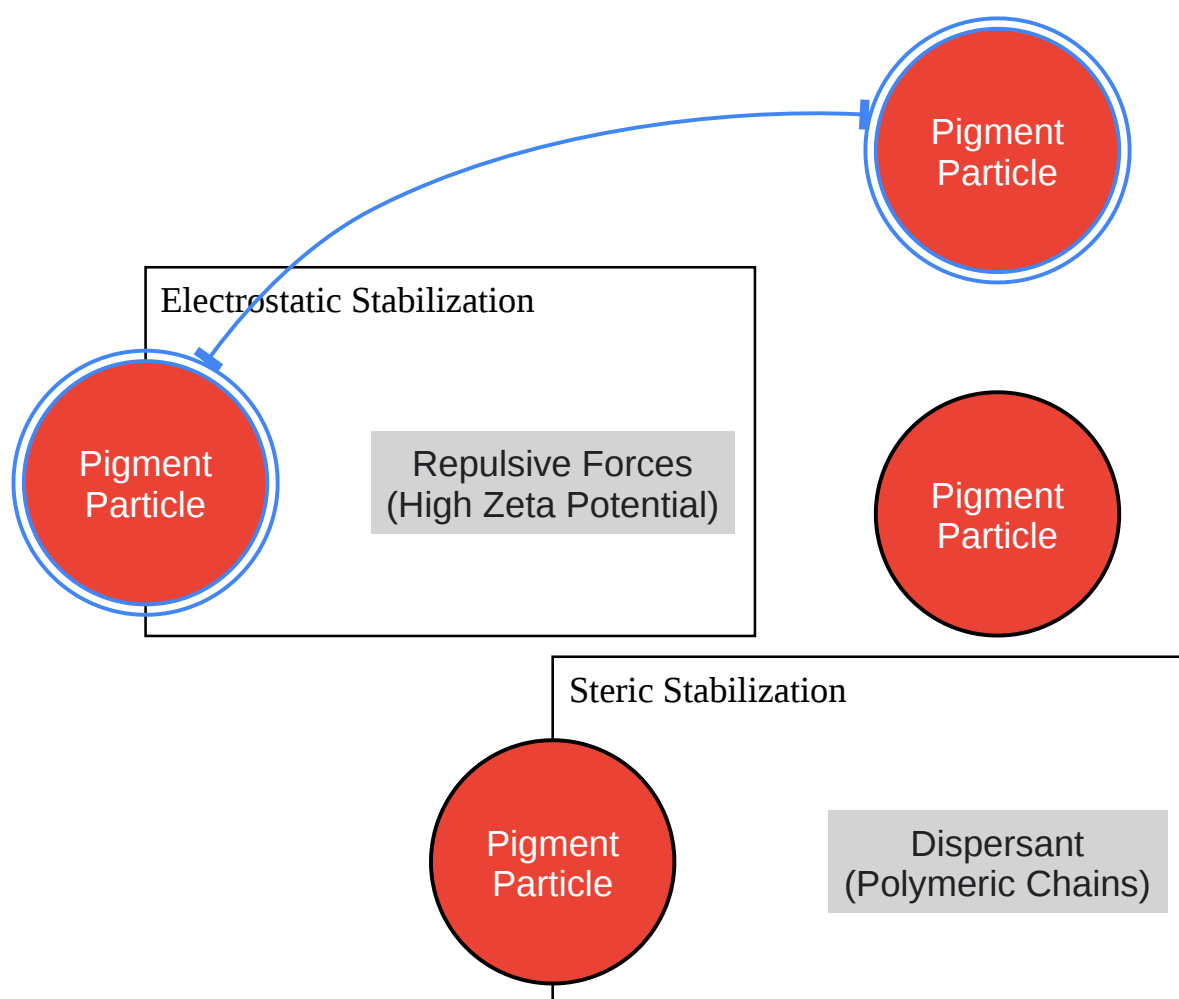 Pigment
Particle
Electrostatic Stabilization
Pigment
Particle
Repulsive Forces
(High Zeta Potential)
Pigment
Particle
Steric Stabilization
Pigment
Particle
Dispersant
(Polymeric Chains)